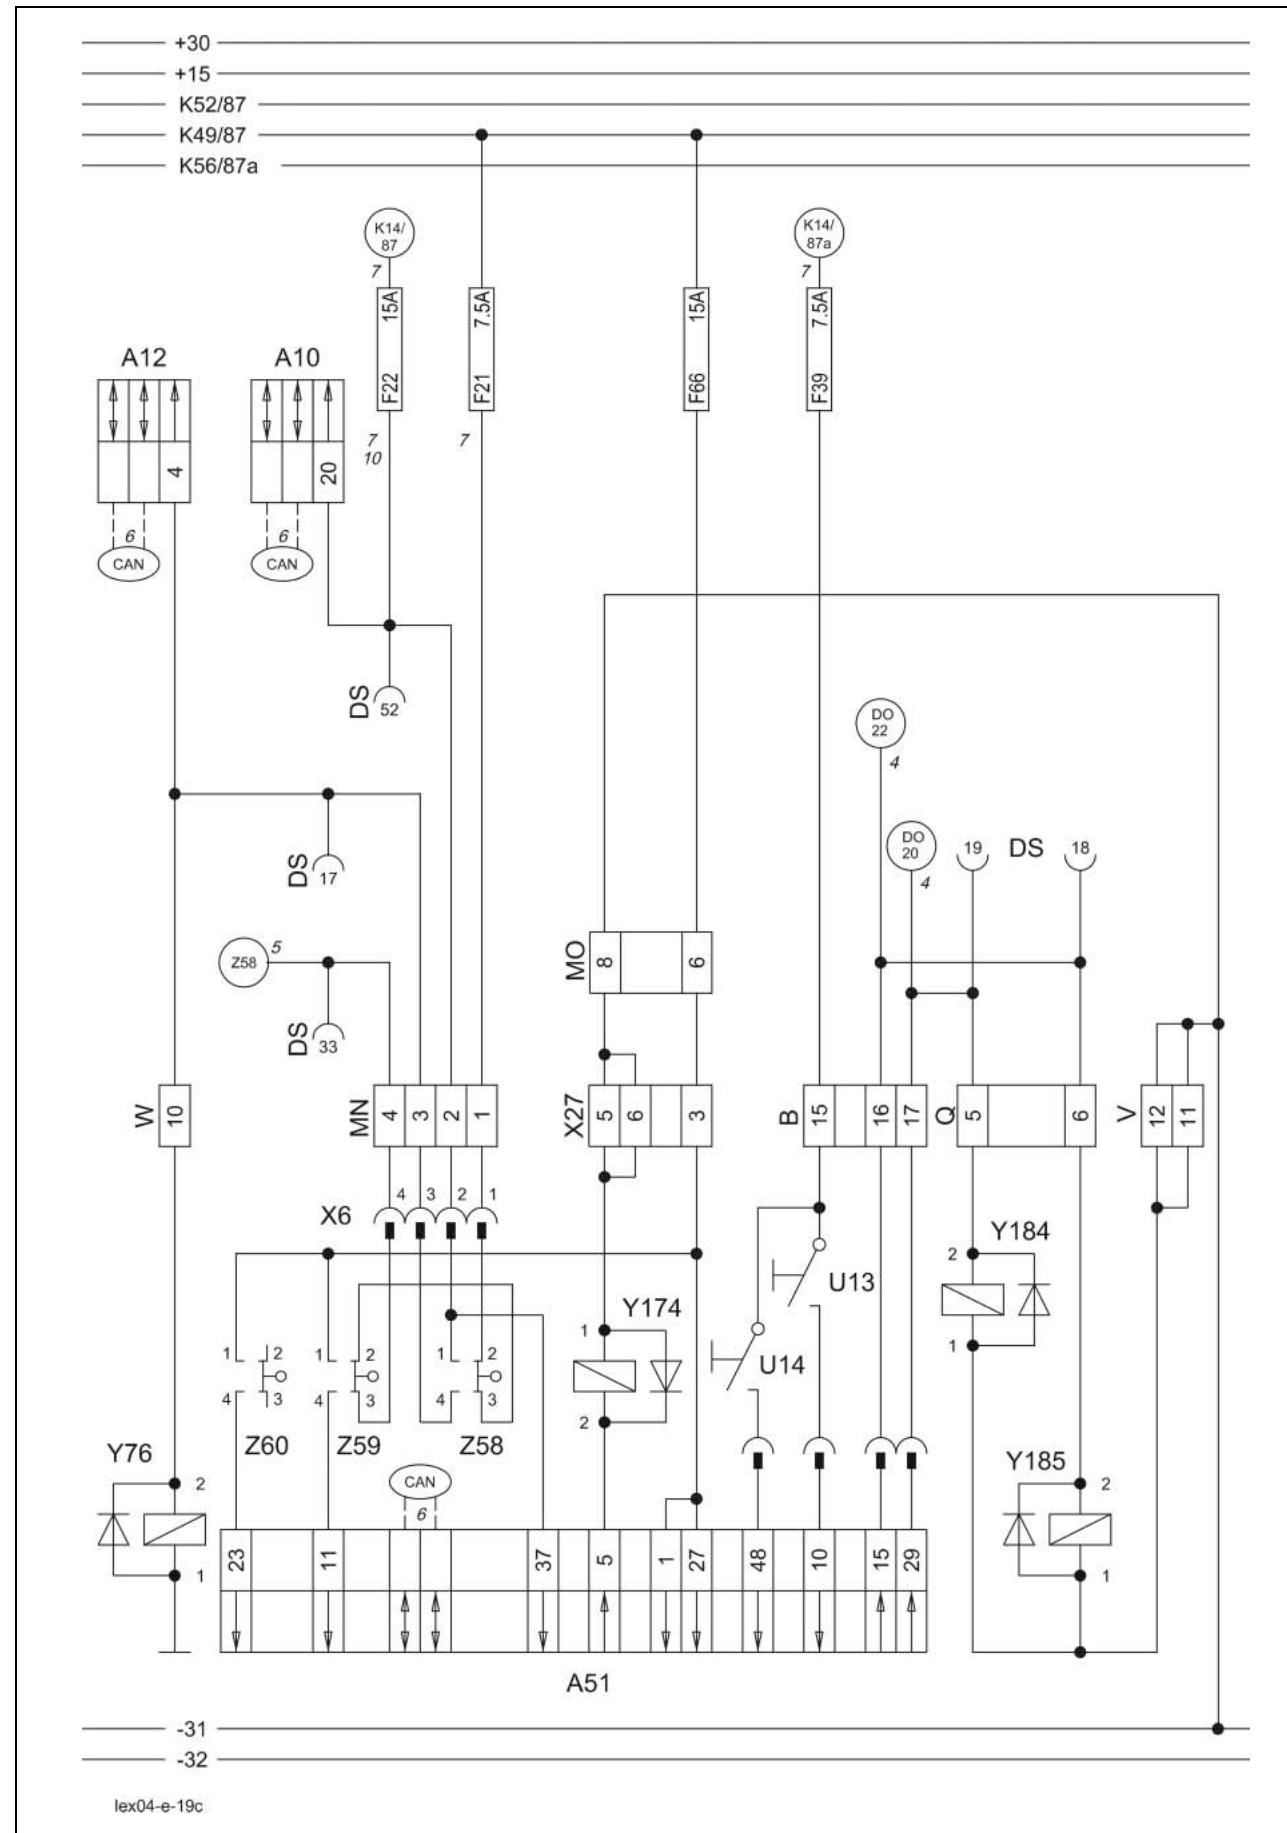 +30
+15
K52/87
K49/87
K56/87a
K14/
87
K14/
87a
7
7
15A
7.5A
15A
7.5A
F22
F21
F66
F39
A12
A10
7
10
7
4
20
6
6
CAN
CAN
DS
52
DO
22
4
DS
17
DO
20
4
19
DS
18
Z58
5
DS
33
MO
8
6
W
10
MN
4
3
2
1
X27
5
6
3
B
15
16
17
Q
5
6
V
12
11
X6
4
3
2
1
Y184
2
1
U13
U14
Y174
1
2
1
2
4
3
Z60
1
2
4
3
Z59
1
2
4
3
Z58
Y76
2
1
CAN
6
Y185
2
1
23
11
37
5
1
27
48
10
15
29
A51
-31
-32
lex04-e-19c